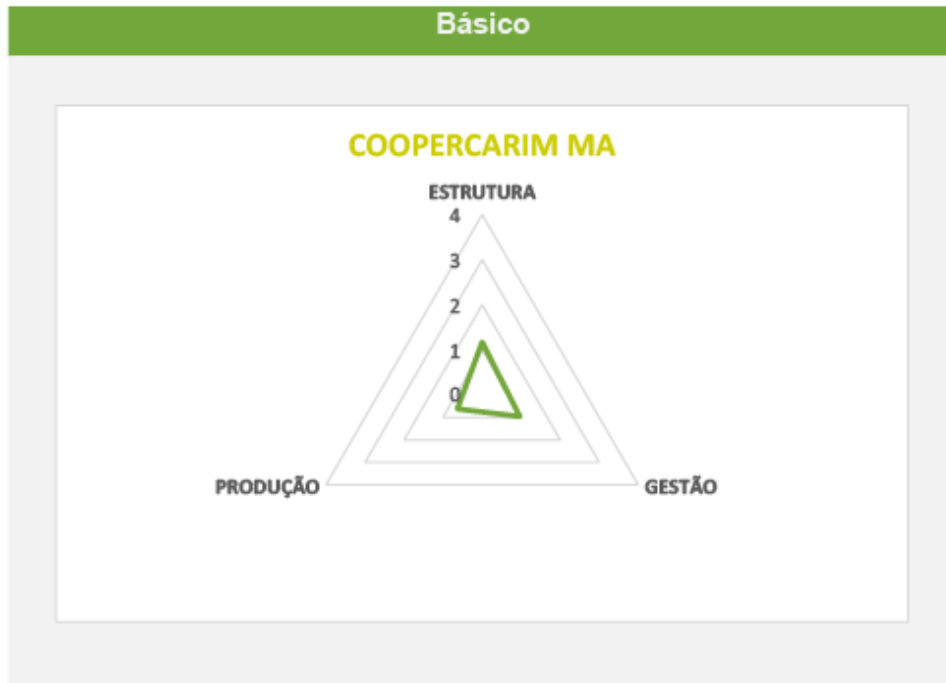 Básico
COOPERCARIM MA
ESTRUTURA
4
3
2
1
0
PRODUÇÃO
GESTÃO